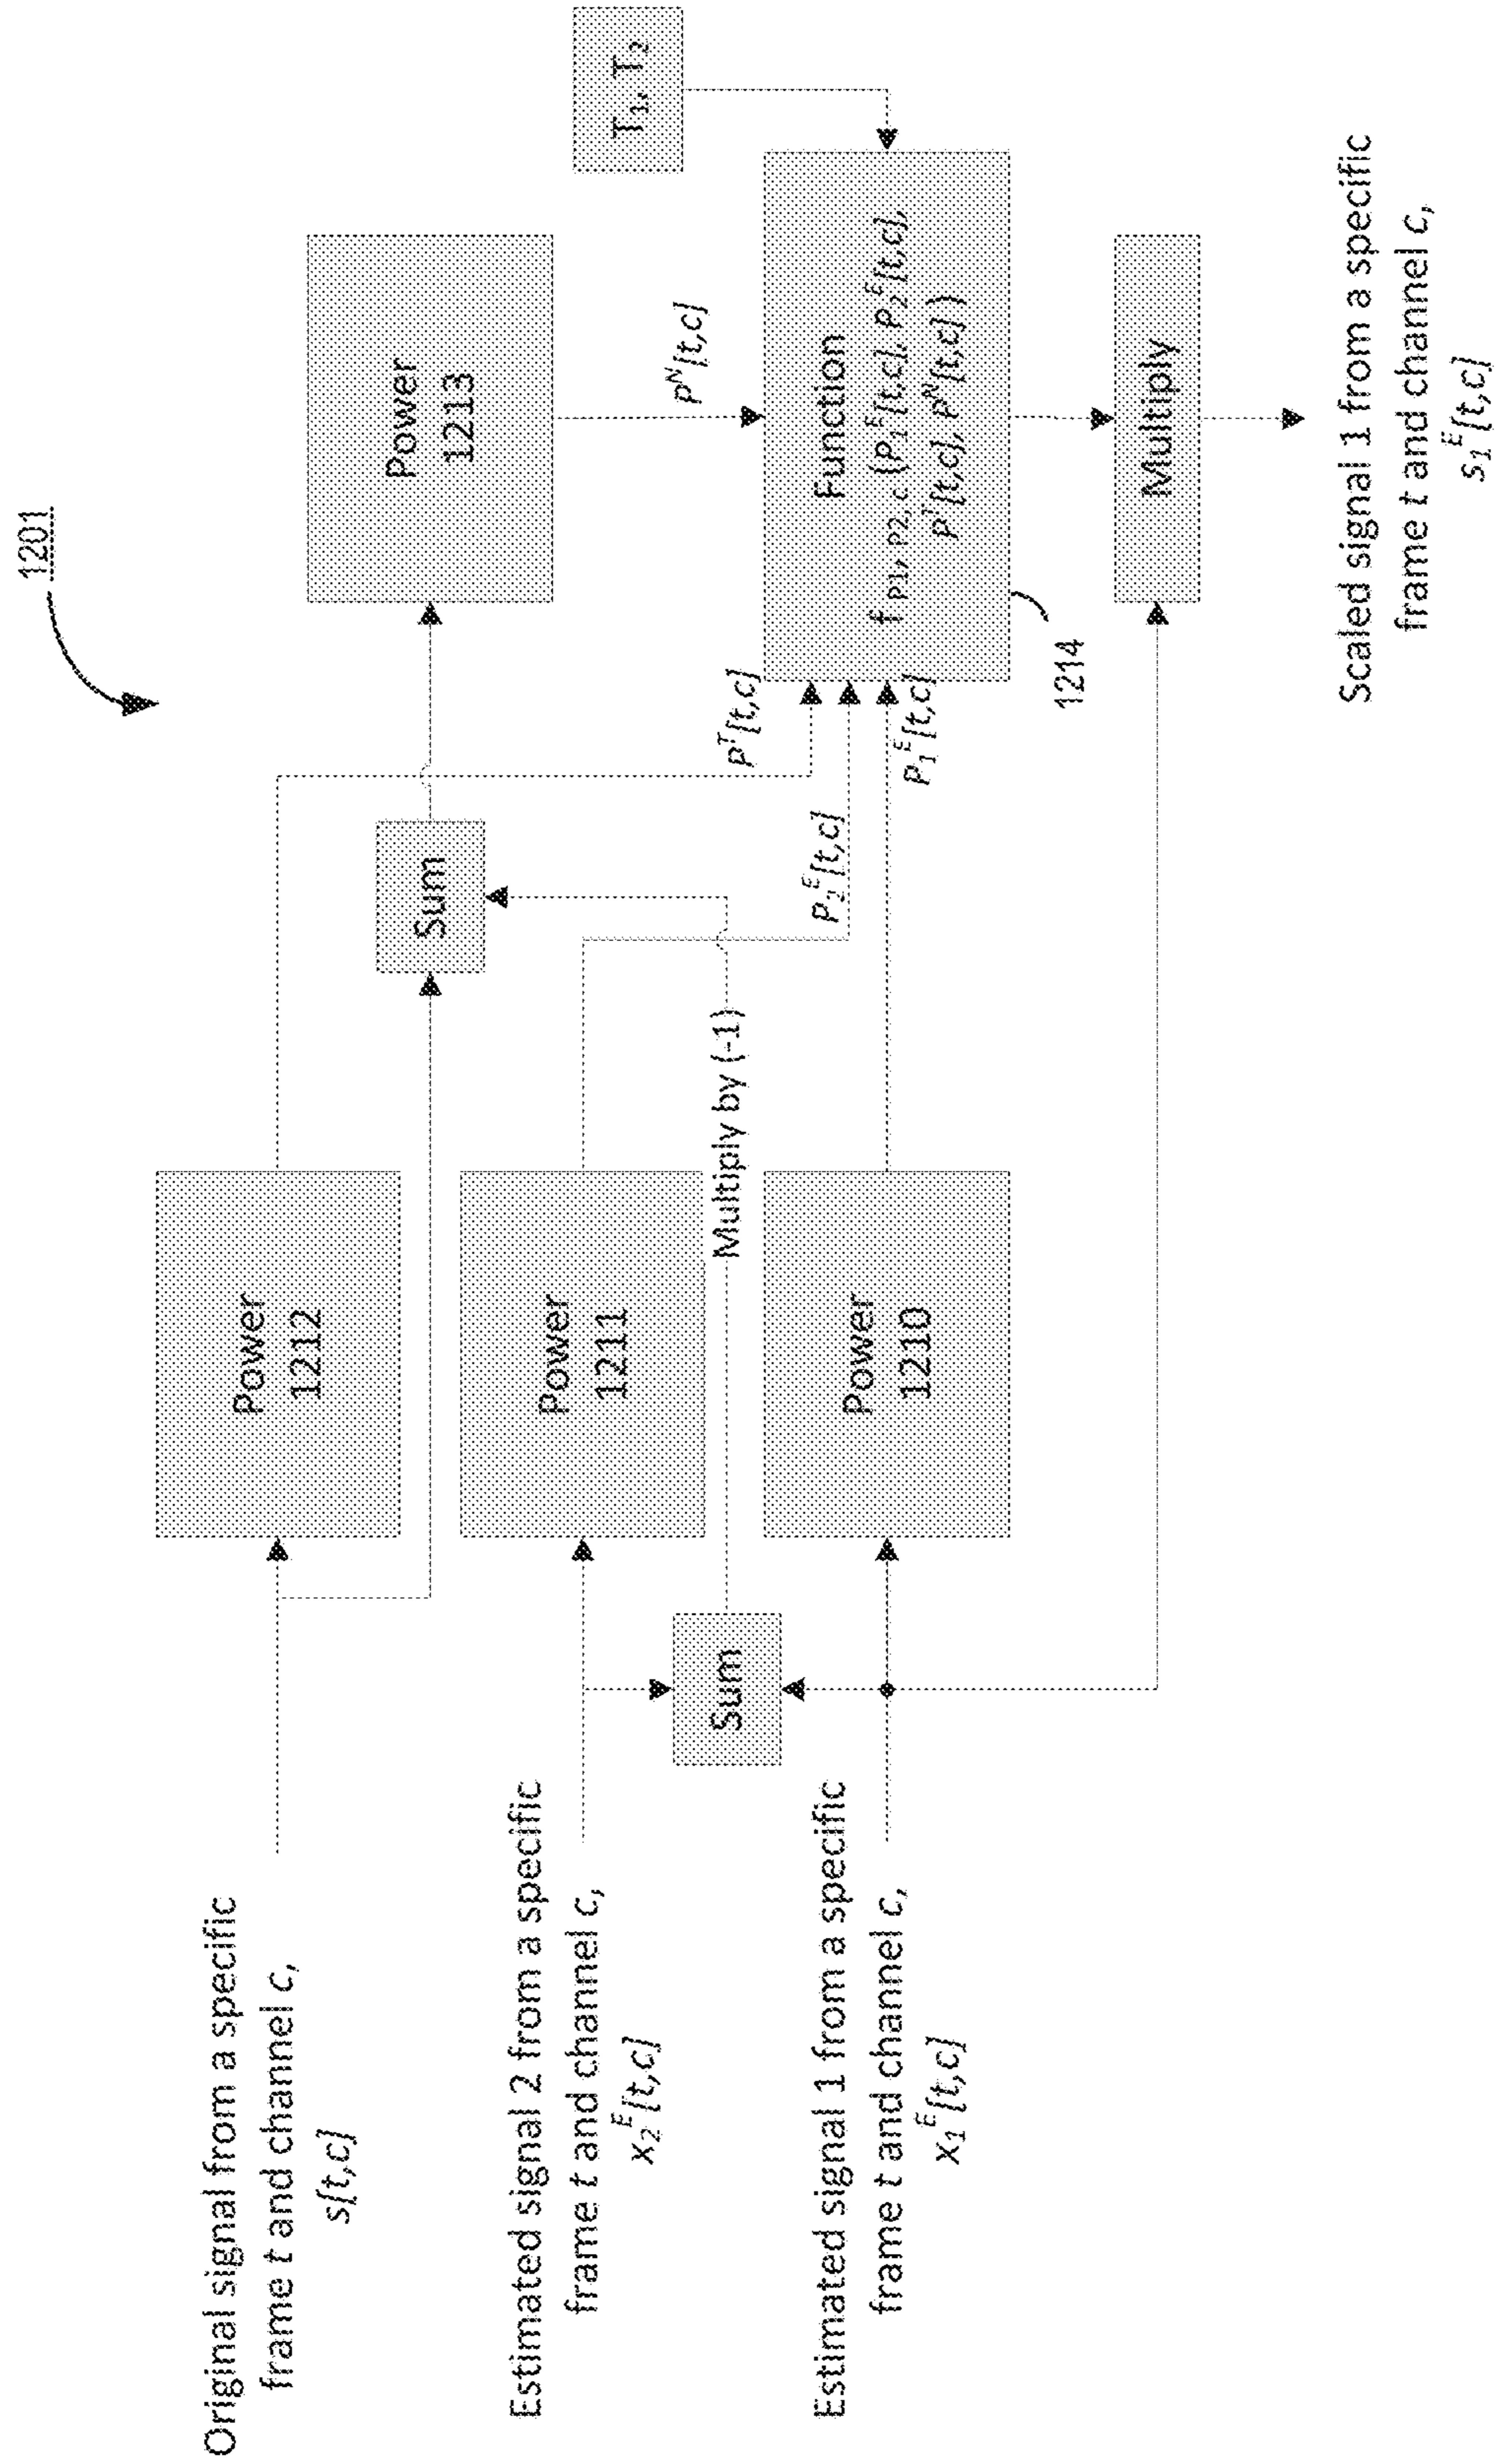 1201
Original signal from a specific
frame t and channel c,
s[t,c]
Power
1212
Sum
Power
1213
Estimated signal 2 from a specific
frame t and channel c,
x₂ᴱ[t,c]
Power
1211
Sum
Multiply by (-1)
Pᵀ[t,c]
P₂ᴱ[t,c]
P₁ᴱ[t,c]
Pᴺ[t,c]
T₁, T₂
Estimated signal 1 from a specific
frame t and channel c,
x₁ᴱ[t,c]
Power
1210
Function
f P1, P2, c (P₁ᴱ[t,c], P₂ᴱ[t,c],
Pᵀ[t,c], Pᴺ[t,c] )
1214
Multiply
Scaled signal 1 from a specific
frame t and channel c,
s₁ᴱ[t,c]